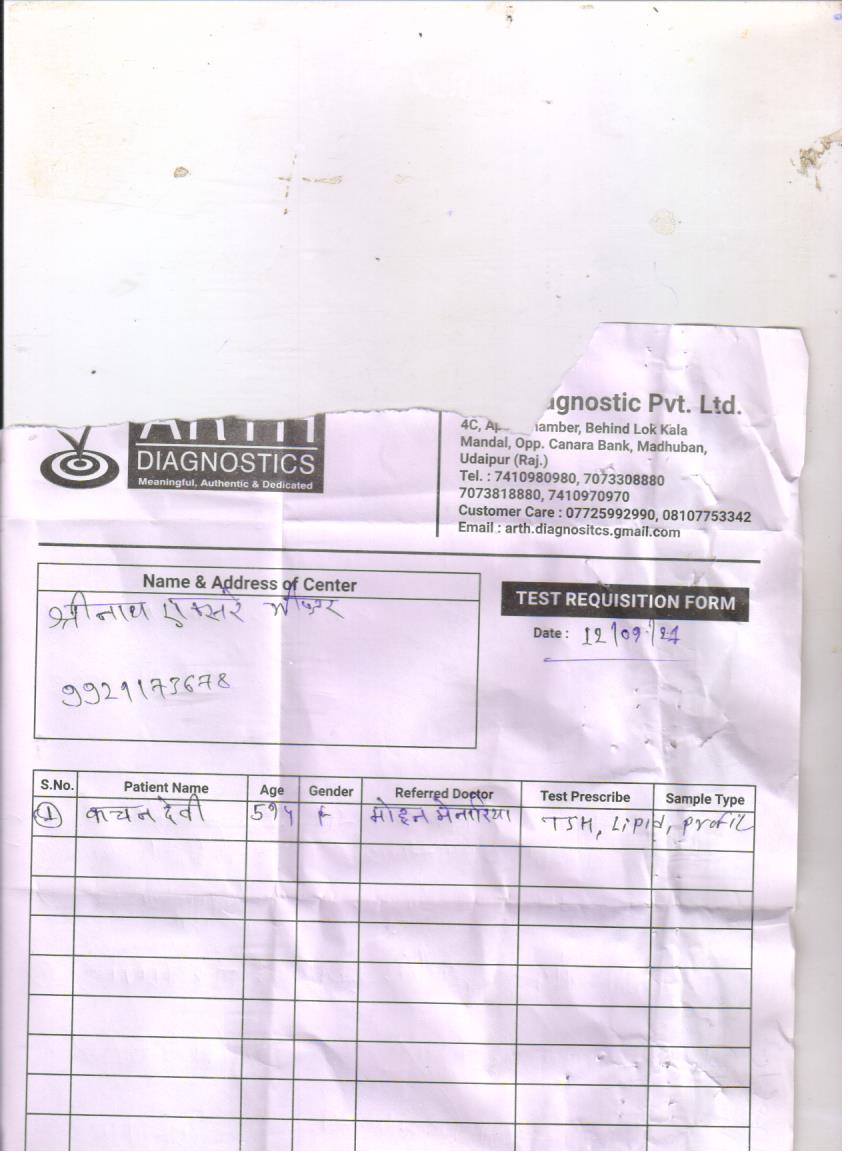 DIAGNOSTICS
Meaningful, Authentic & Dedicated
agnostic Pvt. Ltd.
4C, Ap hamber, Behind Lok Kala
Mandal, Opp. Canara Bank, Madhuban,
Udaipur (Raj.)
Tel. : 7410980980, 7073308880
7073818880, 7410970970
Customer Care : 07725992990, 08107753342
Email : arth.diagnositcs.gmail.com
Name & Address of Center
श्रीनाथ एक्सरे
9929173678
TEST REQUISITION FORM
Date : 12/09/21
S.No. Patient Name Age Gender Referred Doctor Test Prescribe Sample Type
1 कंचन देवी F मेनारिया TSH, Lipid, Profil